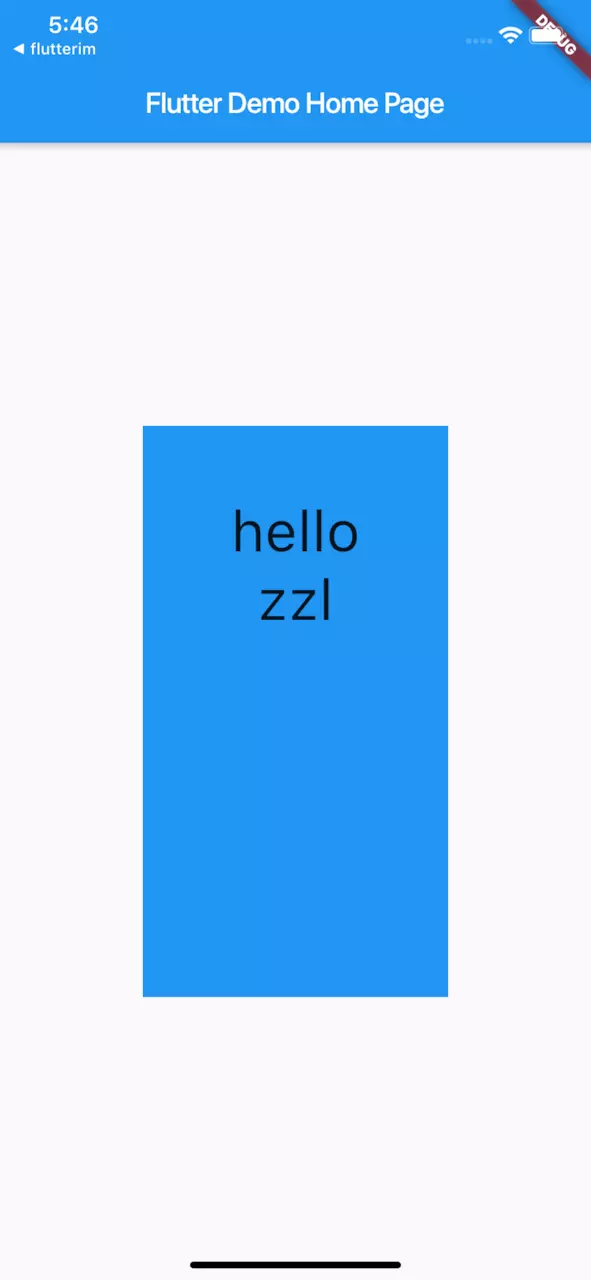 5:46
◀ flutterim
DEBUG
Flutter Demo Home Page
hello
zzl